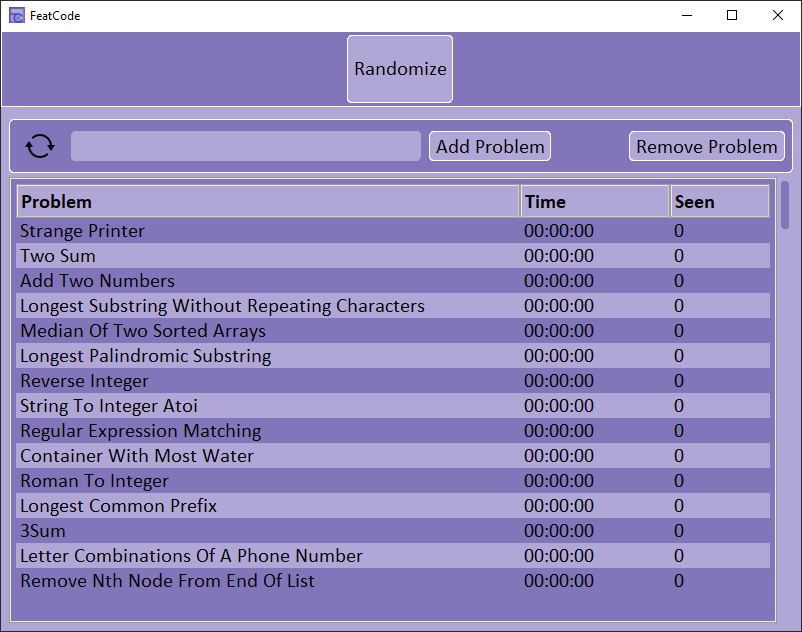 FeatCode
Randomize
Add Problem Remove Problem
Problem Time Seen
Strange Printer 00:00:00 0
Two Sum 00:00:00 0
Add Two Numbers 00:00:00 0
Longest Substring Without Repeating Characters 00:00:00 0
Median Of Two Sorted Arrays 00:00:00 0
Longest Palindromic Substring 00:00:00 0
Reverse Integer 00:00:00 0
String To Integer Atoi 00:00:00 0
Regular Expression Matching 00:00:00 0
Container With Most Water 00:00:00 0
Roman To Integer 00:00:00 0
Longest Common Prefix 00:00:00 0
3Sum 00:00:00 0
Letter Combinations Of A Phone Number 00:00:00 0
Remove Nth Node From End Of List 00:00:00 0